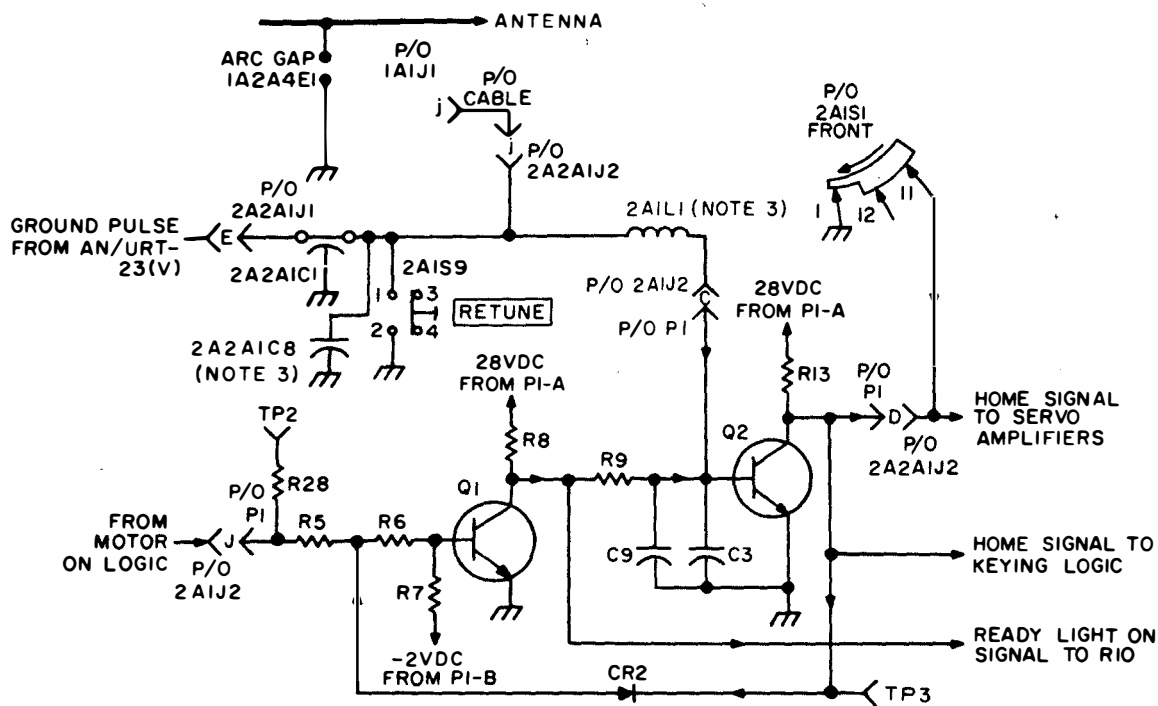 ANTENNA
ARC GAP
1A2A4E1
P/O
1A1J1
P/O
CABLE
j
j
P/O
2A2A1J2
P/O
2A1S1
FRONT
1
12
11
P/O
2A2A1J1
GROUND PULSE
FROM AN/URT-
23(V)
E
2A2A1C1
2A1L1 (NOTE 3)
2A1S9
1
3
2
4
RETUNE
2A2A1C8
(NOTE 3)
P/O 2A1J2
C
P/O P1
28VDC
FROM P1-A
R13
28VDC
FROM P1-A
R8
TP2
R28
P/O
P1
Q1
R9
Q2
P/O
P1
D
P/O
2A2A1J2
HOME SIGNAL
TO SERVO
AMPLIFIERS
FROM
MOTOR
ON LOGIC
J
P/O
2A1J2
R5
R6
R7
-2VDC
FROM P1-B
C9
C3
HOME SIGNAL TO
KEYING LOGIC
READY LIGHT ON
SIGNAL TO R10
CR2
TP3